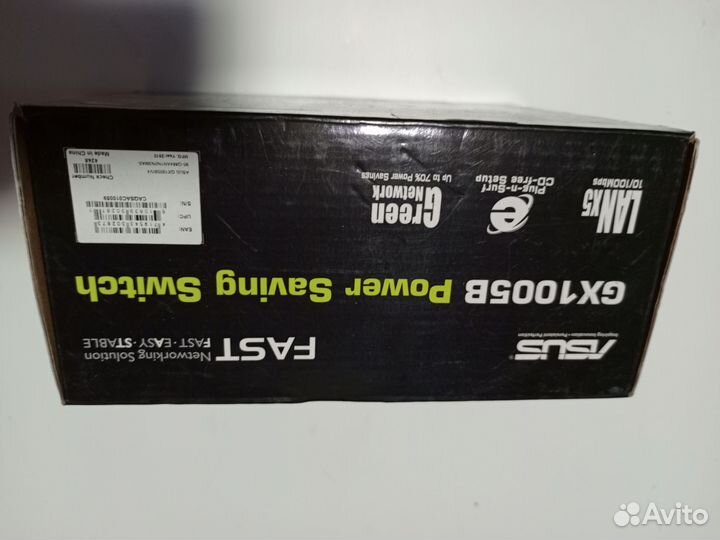 ASUS
Inspiring Innovation • Persistent Perfection
FAST
Networking Solution
FAST·EASY·STABLE
GX1005B Power Saving Switch
LANx5
10/100Mbps
Plug-n-Surf
CD-free Setup
Green
Network
Up to 70% Power Savings
EAN:
UPC:
S/N:
CAQSAC010059
Check Number
4248
Made in China
Avito